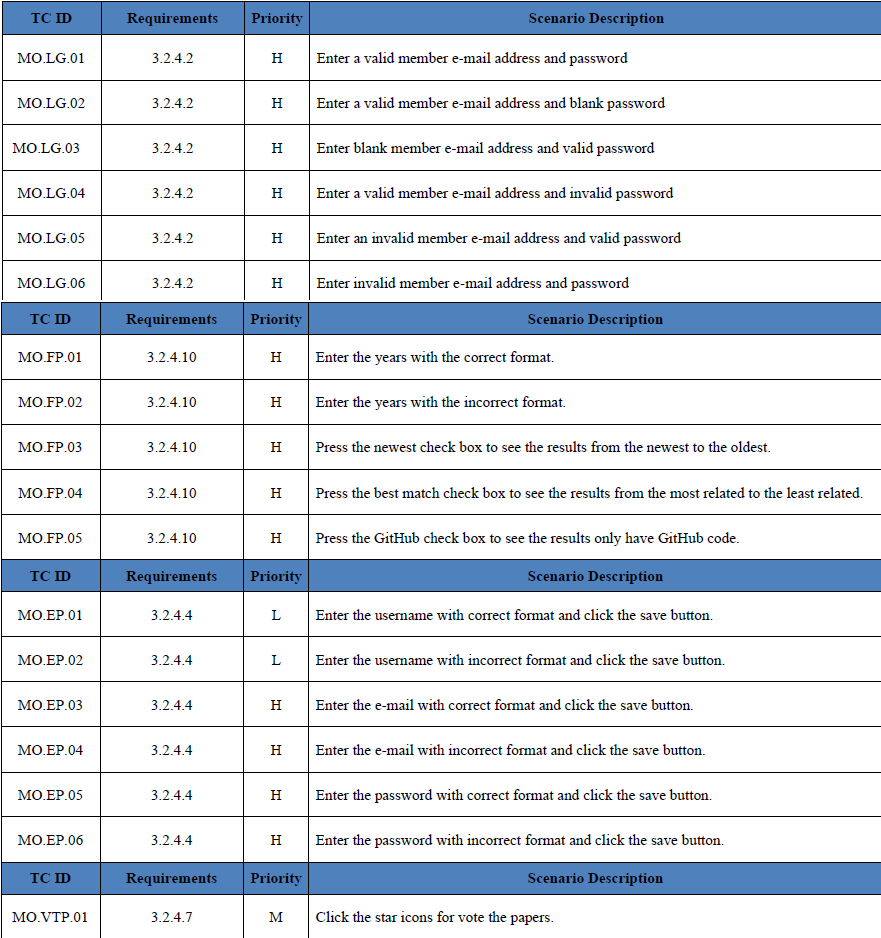 TC ID Requirements Priority Scenario Description
MO.LG.01 3.2.4.2 H Enter a valid member e-mail address and password
MO.LG.02 3.2.4.2 H Enter a valid member e-mail address and blank password
MO.LG.03 3.2.4.2 H Enter blank member e-mail address and valid password
MO.LG.04 3.2.4.2 H Enter a valid member e-mail address and invalid password
MO.LG.05 3.2.4.2 H Enter an invalid member e-mail address and valid password
MO.LG.06 3.2.4.2 H Enter invalid member e-mail address and password
TC ID Requirements Priority Scenario Description
MO.FP.01 3.2.4.10 H Enter the years with the correct format.
MO.FP.02 3.2.4.10 H Enter the years with the incorrect format.
MO.FP.03 3.2.4.10 H Press the newest check box to see the results from the newest to the oldest.
MO.FP.04 3.2.4.10 H Press the best match check box to see the results from the most related to the least related.
MO.FP.05 3.2.4.10 H Press the GitHub check box to see the results only have GitHub code.
TC ID Requirements Priority Scenario Description
MO.EP.01 3.2.4.4 L Enter the username with correct format and click the save button.
MO.EP.02 3.2.4.4 L Enter the username with incorrect format and click the save button.
MO.EP.03 3.2.4.4 H Enter the e-mail with correct format and click the save button.
MO.EP.04 3.2.4.4 H Enter the e-mail with incorrect format and click the save button.
MO.EP.05 3.2.4.4 H Enter the password with correct format and click the save button.
MO.EP.06 3.2.4.4 H Enter the password with incorrect format and click the save button.
TC ID Requirements Priority Scenario Description
MO.VTP.01 3.2.4.7 M Click the star icons for vote the papers.